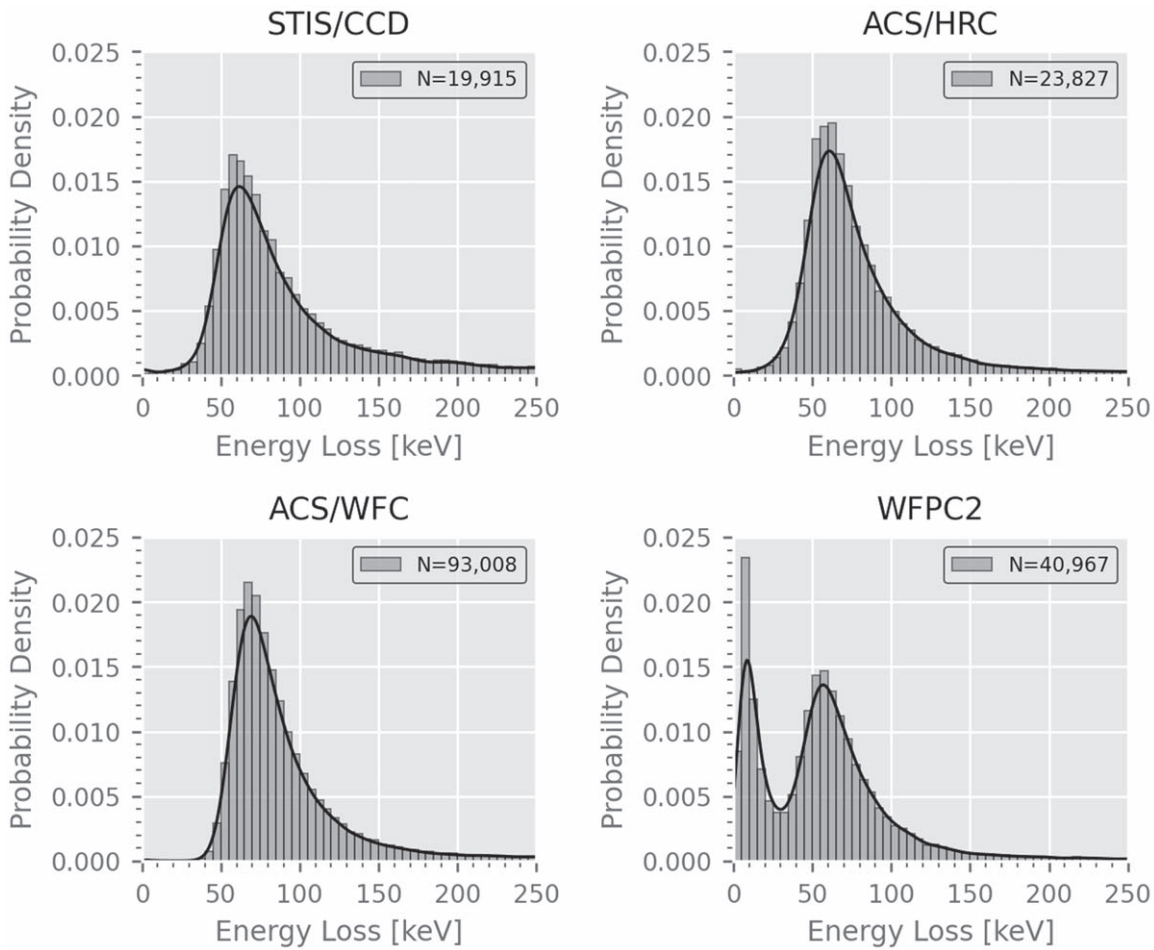 STIS/CCD
0.025
0.020
0.015
0.010
0.005
0.000
Probability Density
N=19,915
0 50 100 150 200 250
Energy Loss [keV]
ACS/HRC
0.025
0.020
0.015
0.010
0.005
0.000
Probability Density
N=23,827
0 50 100 150 200 250
Energy Loss [keV]
ACS/WFC
0.025
0.020
0.015
0.010
0.005
0.000
Probability Density
N=93,008
0 50 100 150 200 250
Energy Loss [keV]
WFPC2
0.025
0.020
0.015
0.010
0.005
0.000
Probability Density
N=40,967
0 50 100 150 200 250
Energy Loss [keV]